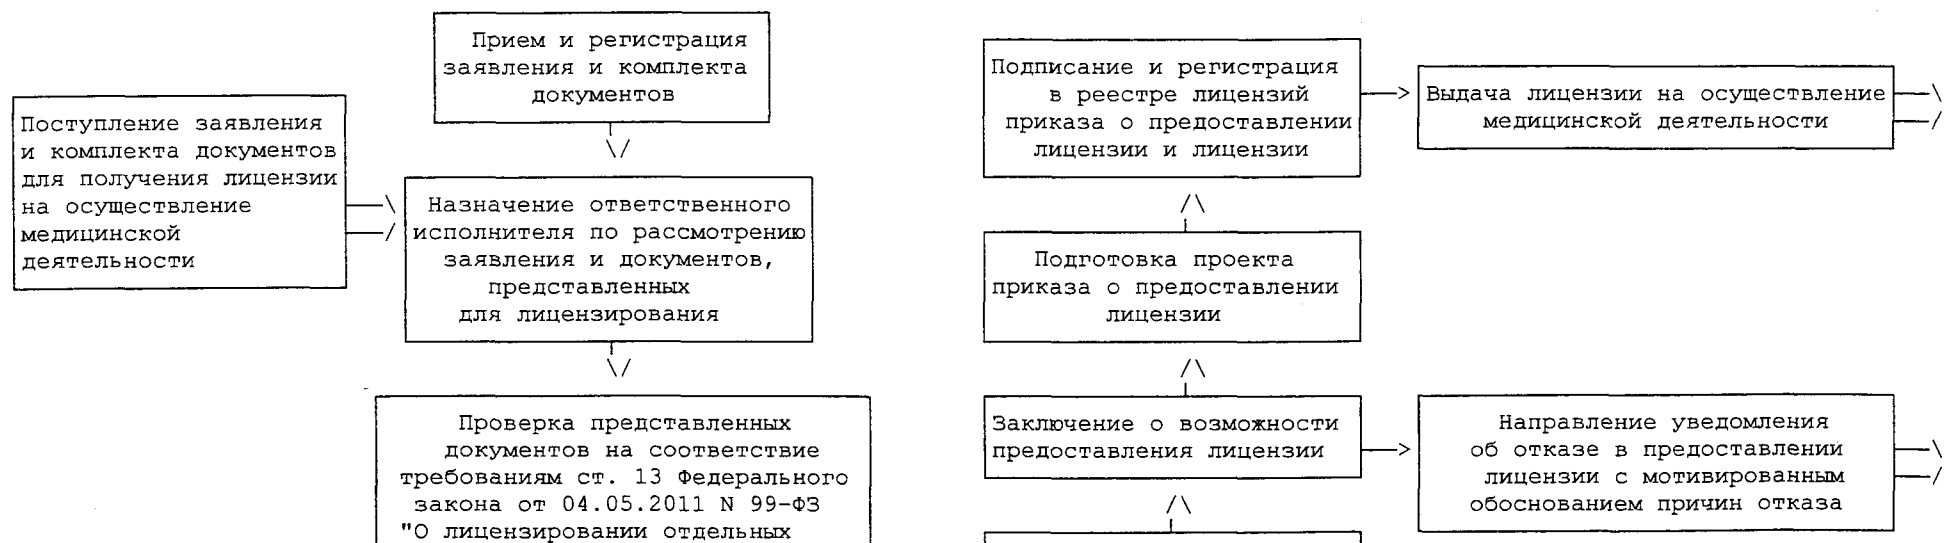 Прием и регистрация
заявления и комплекта
документов
Поступление заявления
и комплекта документов
для получения лицензии
на осуществление
медицинской
деятельности
Назначение ответственного
исполнителя по рассмотрению
заявления и документов,
представленных
для лицензирования
Проверка представленных
документов на соответствие
требованиям ст. 13 Федерального
закона от 04.05.2011 N 99-ФЗ
"О лицензировании отдельных
Подписание и регистрация
в реестре лицензий
приказа о предоставлении
лицензии и лицензии
Выдача лицензии на осуществление
медицинской деятельности
Подготовка проекта
приказа о предоставлении
лицензии
Заключение о возможности
предоставления лицензии
Направление уведомления
об отказе в предоставлении
лицензии с мотивированным
обоснованием причин отказа